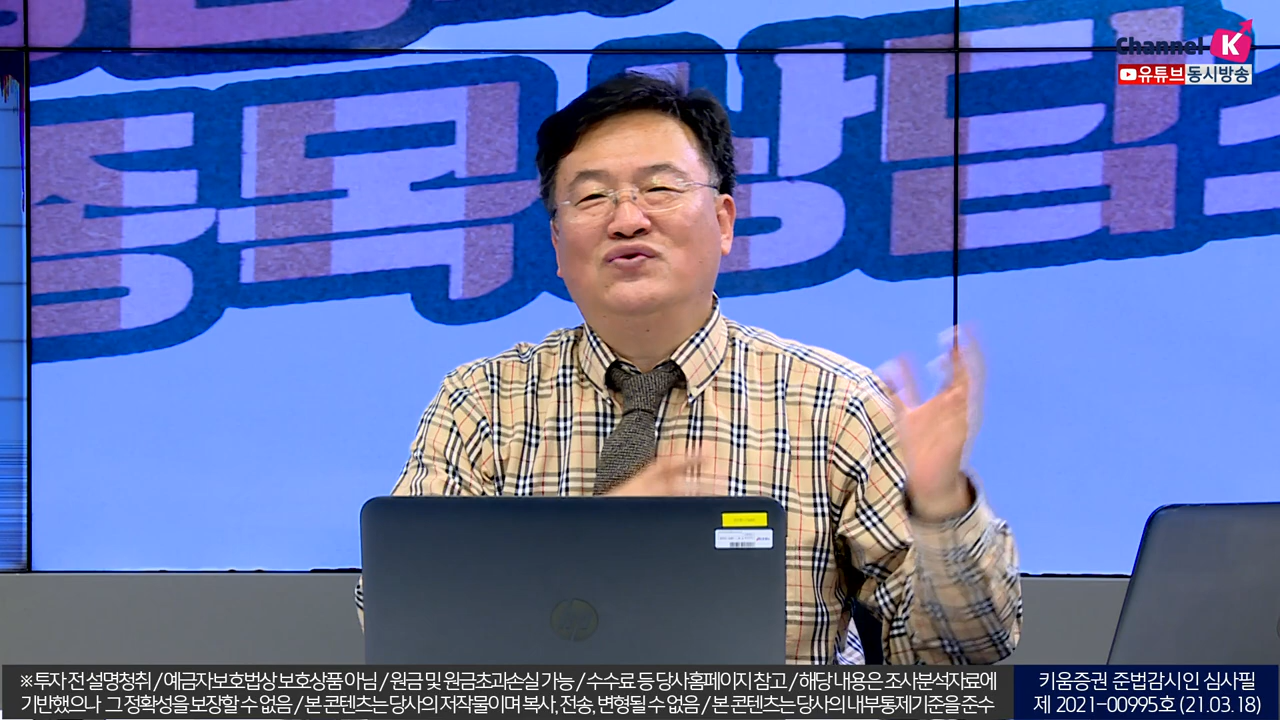 Channel K
유튜브 동시방송
종목상담소
hp
※ 투자 전 설명청취 / 예금자보호법상 보호상품 아님 / 원금 및 원금초과손실 가능 / 수수료 등 당사홈페이지 참고 / 해당 내용은 조사분석자료에
기반했으나 그 정확성을 보장할 수 없음 / 본 콘텐츠는 당사의 저작물이며 복사, 전송, 변형될 수 없음 / 본 콘텐츠는 당사의 내부통제기준을 준수
키움증권 준법감시인 심사필
제 2021-00995호 (21.03.18)